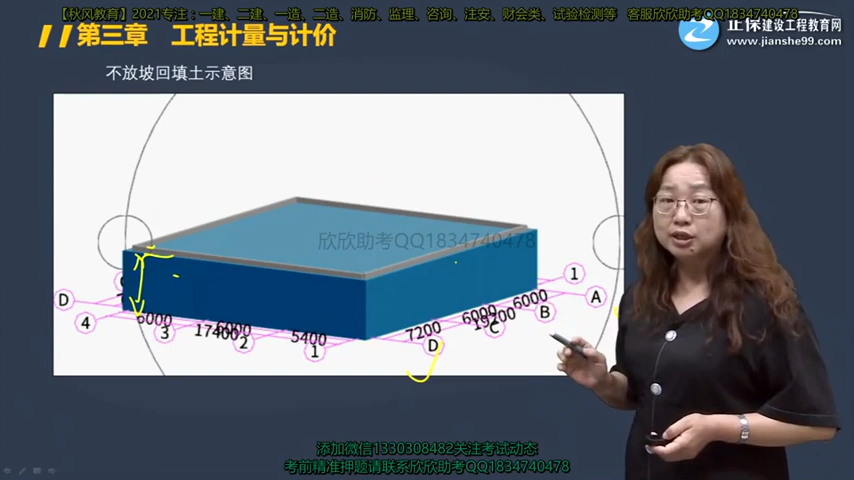 【秋风教育】2021专注：一建、二建、一造、二造、消防、监理、咨询、注安、财会类、试验检测等 客服欣欣助考QQ1834740478
第三章 工程计量与计价
正保建设工程教育网
www.jianshe99.com
不放坡回填土示意图
欣欣助考QQ1834740478
D
4
6000
3
17400
6000
2
5400
1
7200
D
6000
19200
C
6000
B
A
1
添加微信1330308482关注考试动态
考前精准押题请联系欣欣助考QQ1834740478